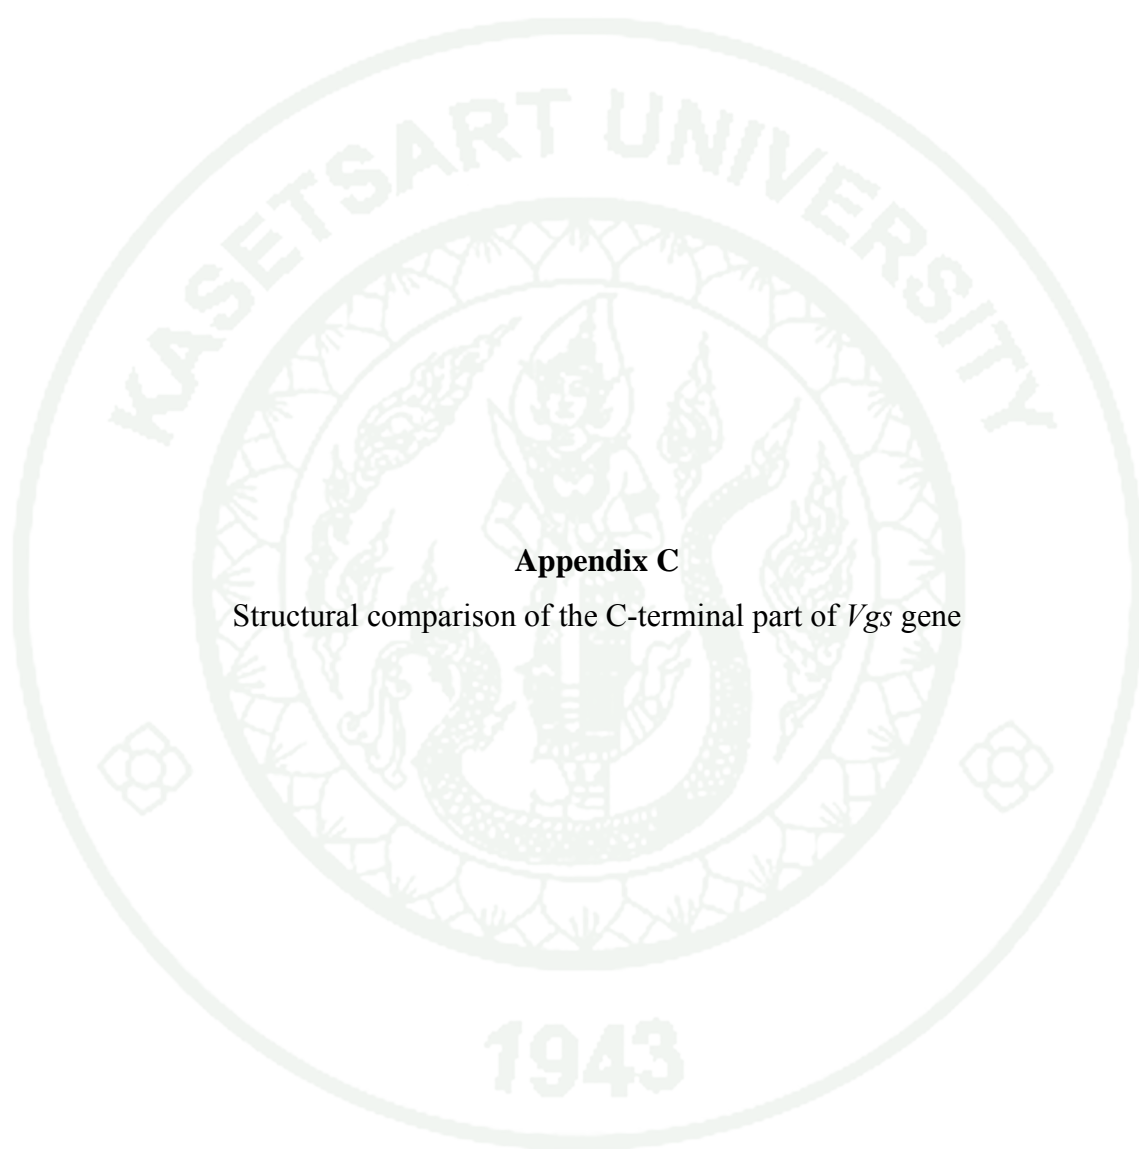 KASETSART UNIVERSITY
Appendix C
Structural comparison of the C-terminal part of Vgs gene
1943